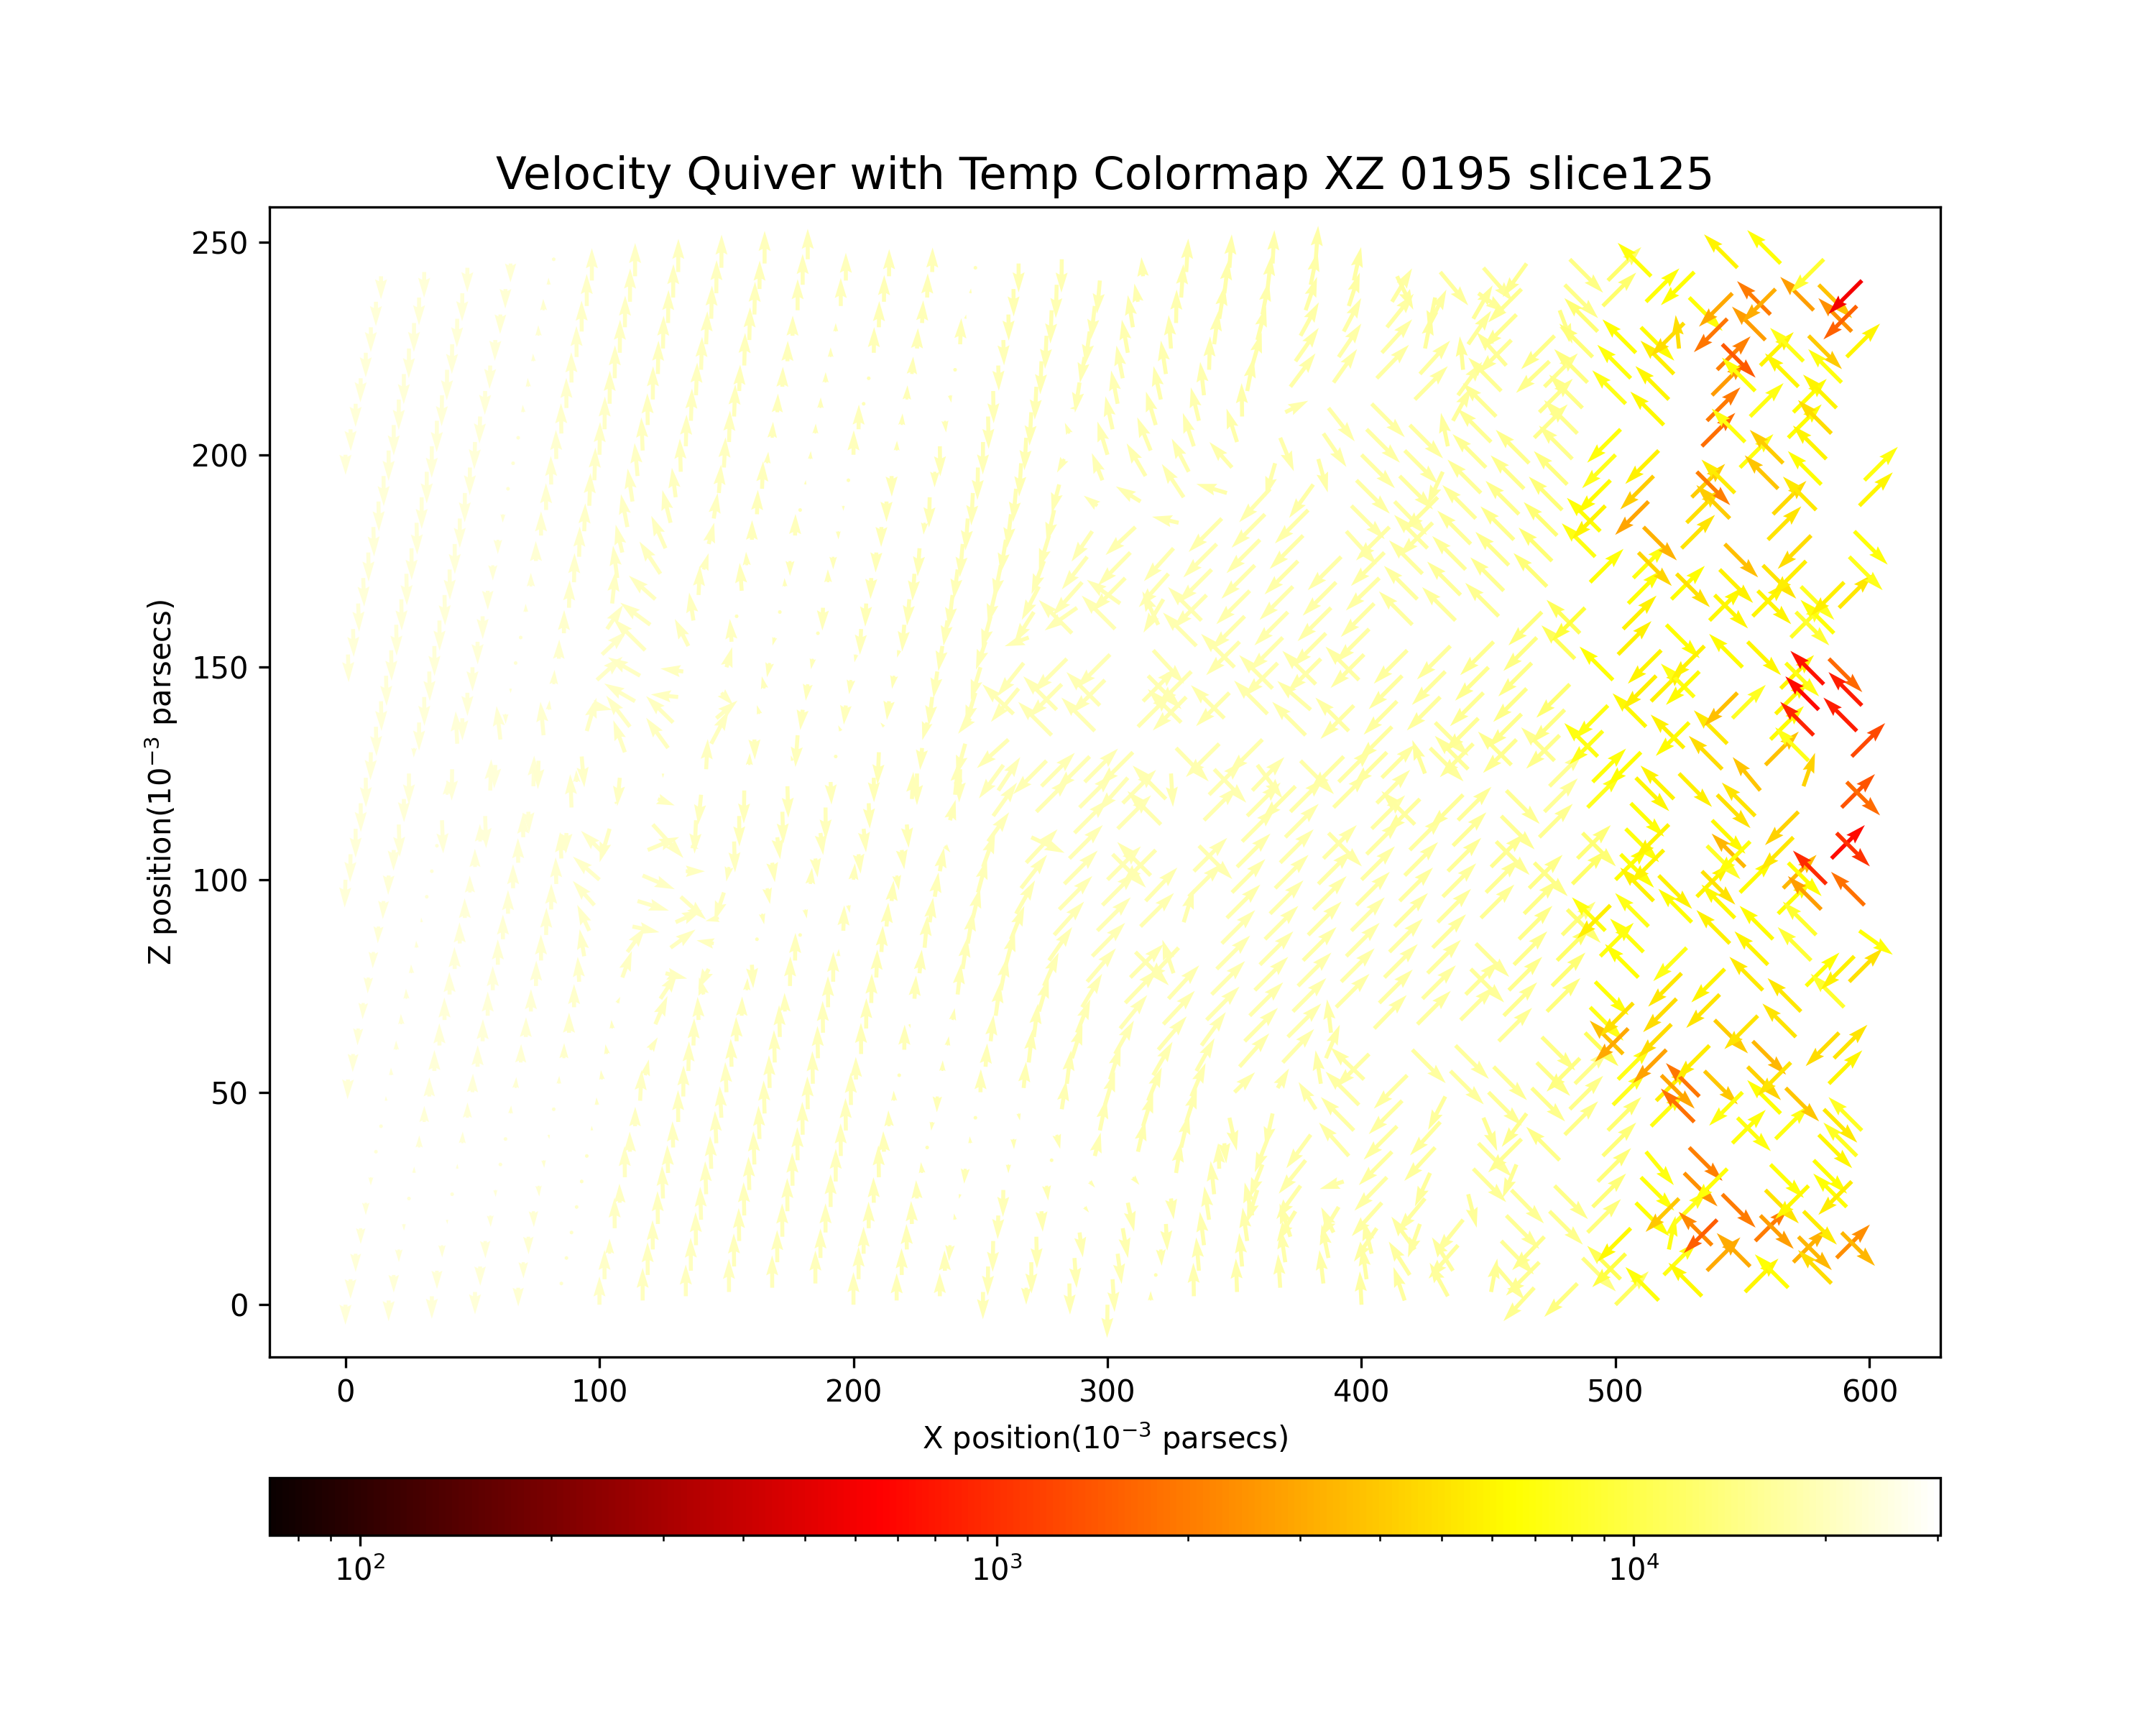 Velocity Quiver with Temp Colormap XZ 0195 slice125
250
200
150
100
50
0
Z position(10⁻³ parsecs)
0 100 200 300 400 500 600
X position(10⁻³ parsecs)
10² 10³ 10⁴